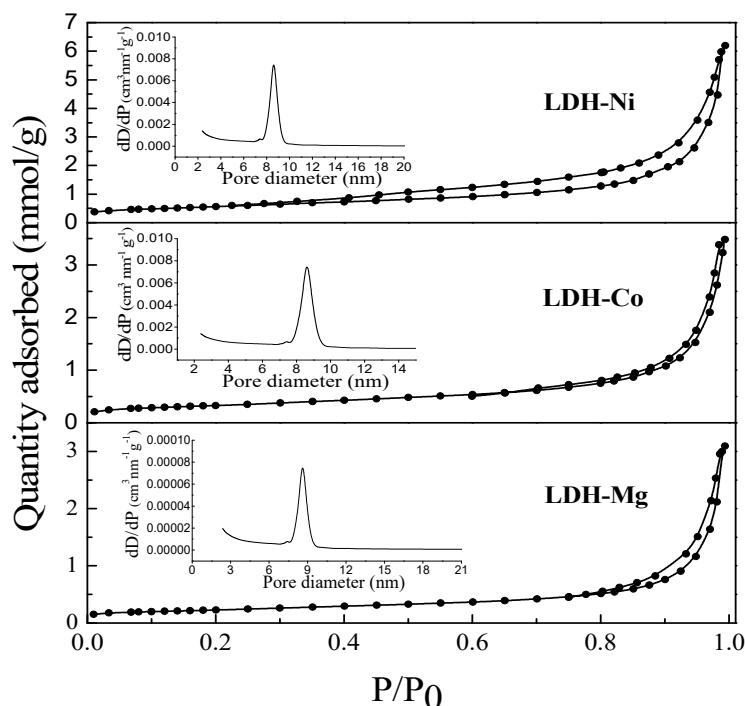 Quantity adsorbed (mmol/g)
7
6
5
4
3
2
1
0
LDH-Ni
dD/dP (cm³nm⁻¹g⁻¹)
0.010
0.008
0.006
0.004
0.002
0.000
0 2 4 6 8 10 12 14 16 18 20
Pore diameter (nm)
3
2
1
0
LDH-Co
dD/dP (cm³ nm⁻¹ g⁻¹)
0.010
0.008
0.006
0.004
0.002
0.000
2 4 6 8 10 12 14
Pore diameter (nm)
3
2
1
0
LDH-Mg
dD/dP (cm³ nm⁻¹ g⁻¹)
0.00010
0.00008
0.00006
0.00004
0.00002
0.00000
3 6 9 12 15 18 21
Pore diameter (nm)
0.0 0.2 0.4 0.6 0.8 1.0
P/P₀